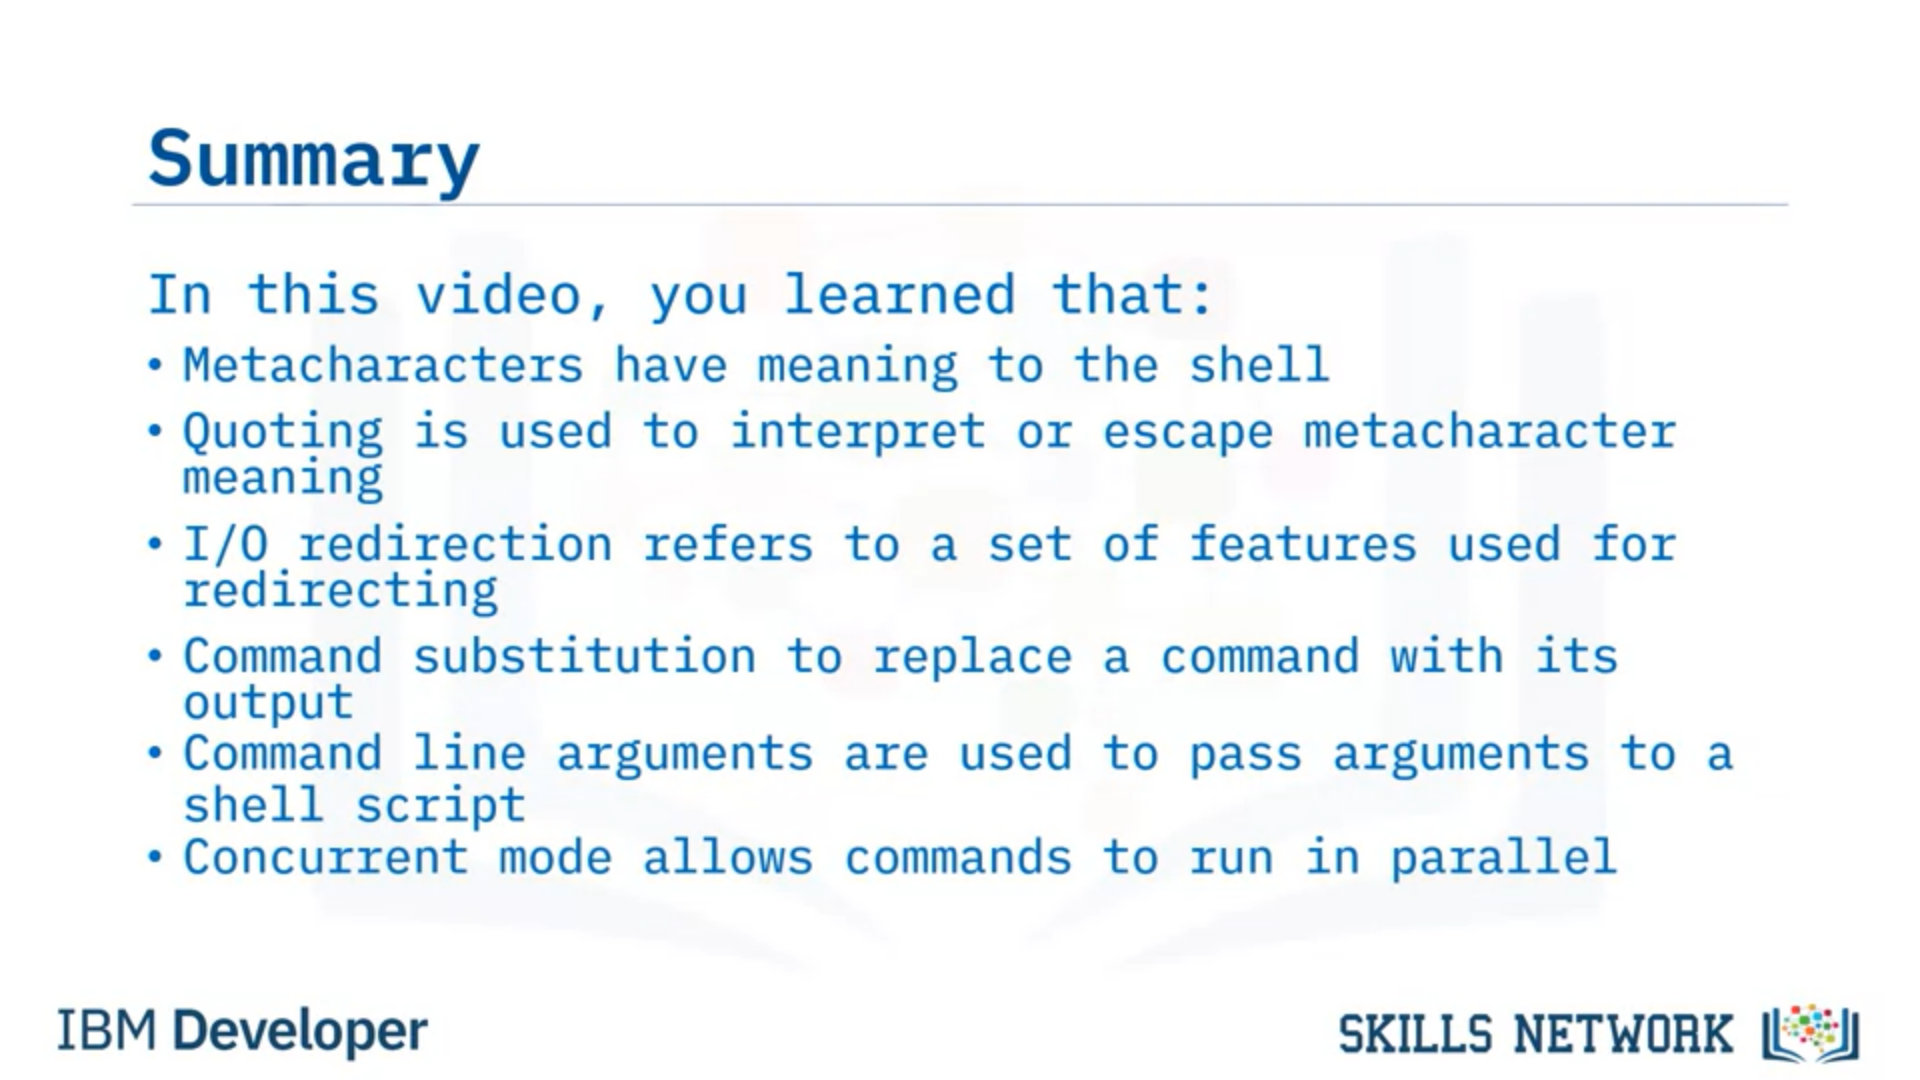 Summary
In this video, you learned that:
• Metacharacters have meaning to the shell
• Quoting is used to interpret or escape metacharacter
meaning
• I/O redirection refers to a set of features used for
redirecting
• Command substitution to replace a command with its
output
• Command line arguments are used to pass arguments to a
shell script
• Concurrent mode allows commands to run in parallel
IBM Developer
SKILLS NETWORK